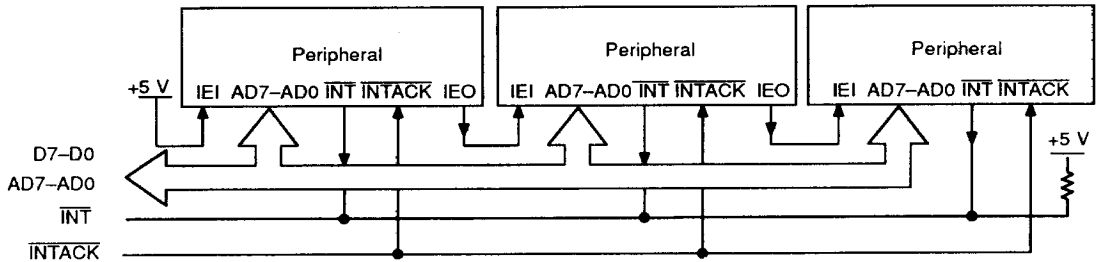 Peripheral
Peripheral
Peripheral
+5 V
IEI AD7–AD0 INT INTACK IEO
IEI AD7–AD0 INT INTACK IEO
IEI AD7–AD0 INT INTACK
+5 V
D7–D0
AD7–AD0
INT
INTACK